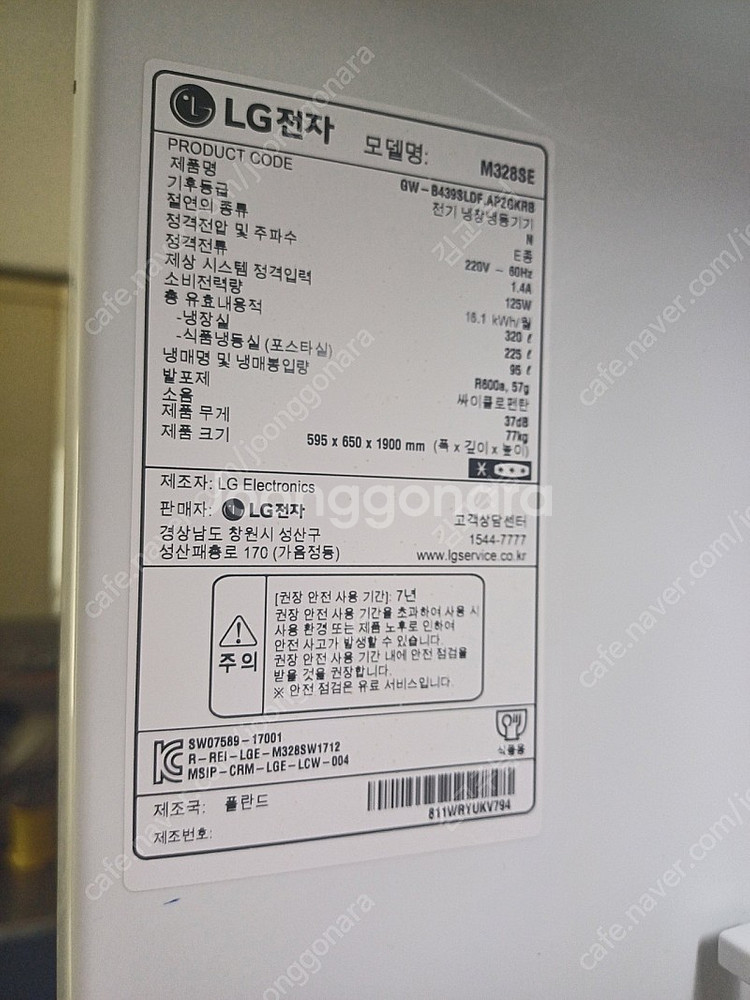 LG전자 모델명: M328SE
PRODUCT CODE GW-B439SLDF.AP2GKRB
제품명 전기 냉장냉동기기
기후등급 N
절연의 종류 E종
정격전압 및 주파수 220V ~ 60Hz
정격전류 1.4A
제상 시스템 정격입력 125W
소비전력량 16.1 kWh/월
총 유효내용적 320 ℓ
-냉장실 225 ℓ
-식품냉동실 (포스타실) 95 ℓ
냉매명 및 냉매봉입량 R600a, 57g
발포제 싸이클로펜탄
소음 37dB
제품 무게 77kg
제품 크기 595 x 650 x 1900 mm (폭 x 깊이 x 높이)
제조자: LG Electronics
판매자: LG전자 고객상담센터
경상남도 창원시 성산구 1544-7777
성산패총로 170 (가음정동) www.lgservice.co.kr
주의
[권장 안전 사용 기간]: 7년
권장 안전 사용 기간을 초과하여 사용 시
사용 환경 또는 제품 노후로 인하여
안전 사고가 발생할 수 있습니다.
권장 안전 사용 기간 내에 안전 점검을
받을 것을 권장합니다.
※ 안전 점검은 유료 서비스입니다.
SW07589-17001
R-REI-LGE-M328SW1712
MSIP-CRM-LGE-LCW-004
식품용
제조국: 폴란드
811WRYUKV794
제조번호:
joonggonara
cafe.naver.com/joonggonara